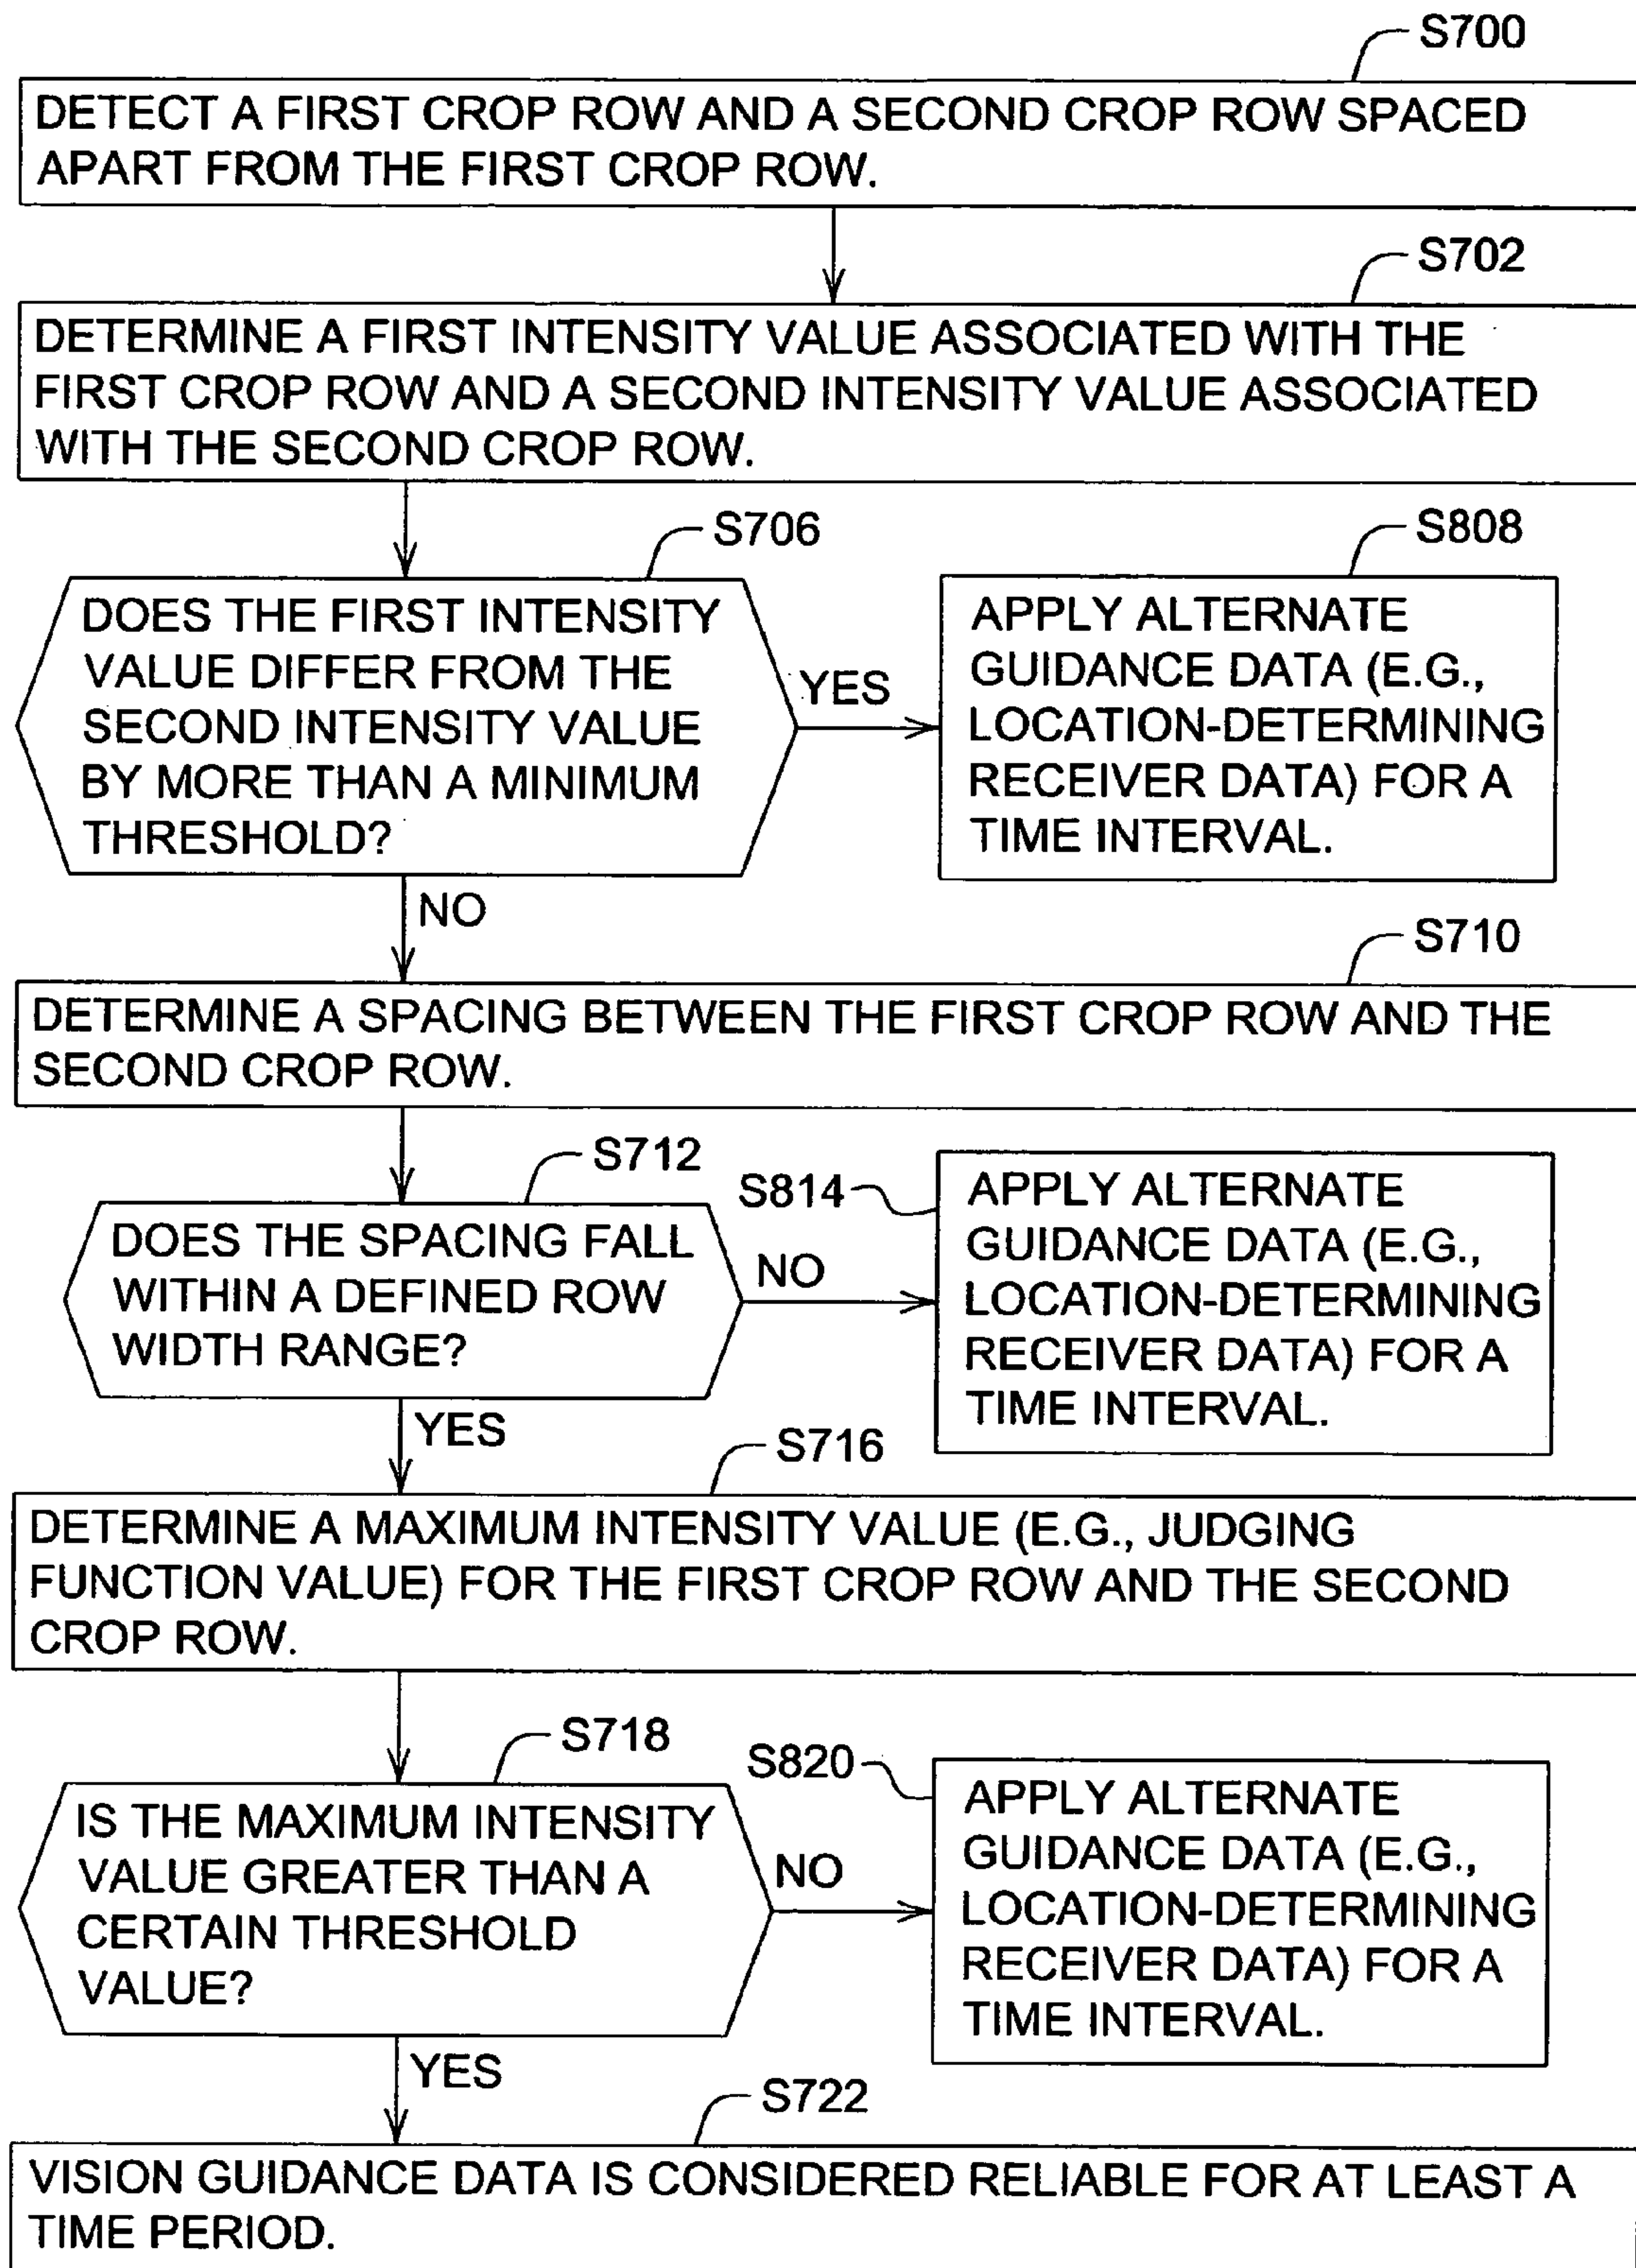 S700
DETECT A FIRST CROP ROW AND A SECOND CROP ROW SPACED
APART FROM THE FIRST CROP ROW.
S702
DETERMINE A FIRST INTENSITY VALUE ASSOCIATED WITH THE
FIRST CROP ROW AND A SECOND INTENSITY VALUE ASSOCIATED
WITH THE SECOND CROP ROW.
S706
DOES THE FIRST INTENSITY
VALUE DIFFER FROM THE
SECOND INTENSITY VALUE
BY MORE THAN A MINIMUM
THRESHOLD?
YES
S808
APPLY ALTERNATE
GUIDANCE DATA (E.G.,
LOCATION-DETERMINING
RECEIVER DATA) FOR A
TIME INTERVAL.
NO
S710
DETERMINE A SPACING BETWEEN THE FIRST CROP ROW AND THE
SECOND CROP ROW.
S712
DOES THE SPACING FALL
WITHIN A DEFINED ROW
WIDTH RANGE?
NO
S814
APPLY ALTERNATE
GUIDANCE DATA (E.G.,
LOCATION-DETERMINING
RECEIVER DATA) FOR A
TIME INTERVAL.
YES
S716
DETERMINE A MAXIMUM INTENSITY VALUE (E.G., JUDGING
FUNCTION VALUE) FOR THE FIRST CROP ROW AND THE SECOND
CROP ROW.
S718
IS THE MAXIMUM INTENSITY
VALUE GREATER THAN A
CERTAIN THRESHOLD
VALUE?
NO
S820
APPLY ALTERNATE
GUIDANCE DATA (E.G.,
LOCATION-DETERMINING
RECEIVER DATA) FOR A
TIME INTERVAL.
YES
S722
VISION GUIDANCE DATA IS CONSIDERED RELIABLE FOR AT LEAST A
TIME PERIOD.